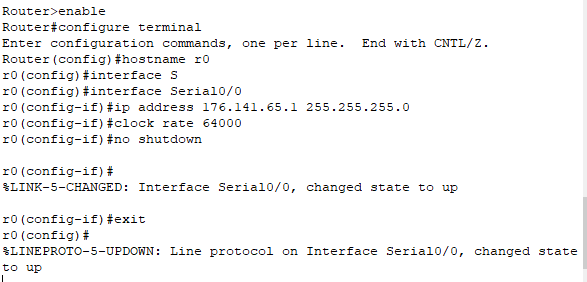 Router>enable
Router#configure terminal
Enter configuration commands, one per line.  End with CNTL/Z.
Router(config)#hostname r0
r0(config)#interface S
r0(config)#interface Serial0/0
r0(config-if)#ip address 176.141.65.1 255.255.255.0
r0(config-if)#clock rate 64000
r0(config-if)#no shutdown
r0(config-if)#
%LINK-5-CHANGED: Interface Serial0/0, changed state to up
r0(config-if)#exit
r0(config)#
%LINEPROTO-5-UPDOWN: Line protocol on Interface Serial0/0, changed state
to up